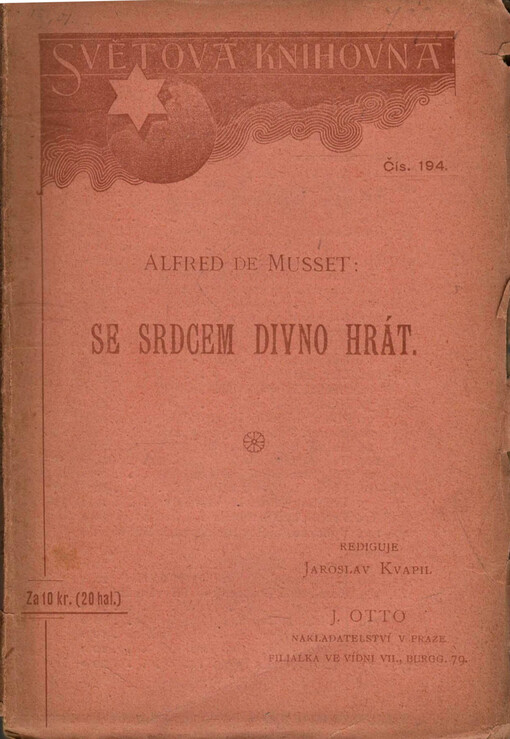 SVĚTOVÁ KNIHOVNA
Čís. 194.
ALFRED DE MUSSET:
SE SRDCEM DIVNO HRÁT.
REDIGUJE
JAROSLAV KVAPIL
Za 10 kr. (20 hal.)
J. OTTO
NAKLADATELSTVÍ V PRAZE.
FILIALKA VE VÍDNI VII., BURGG. 79.